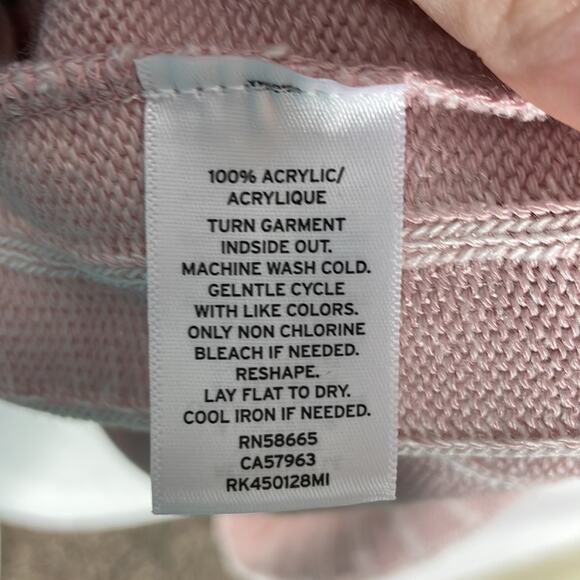 100% ACRYLIC/
ACRYLIQUE
TURN GARMENT
INDSIDE OUT.
MACHINE WASH COLD.
GELNTLE CYCLE
WITH LIKE COLORS.
ONLY NON CHLORINE
BLEACH IF NEEDED.
RESHAPE.
LAY FLAT TO DRY.
COOL IRON IF NEEDED.
RN58665
CA57963
RK450128MI